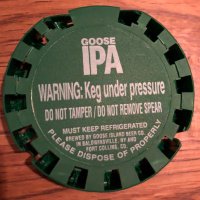 GOOSE
IPA
WARNING: Keg under pressure
DO NOT TAMPER / DO NOT REMOVE SPEAR
MUST KEEP REFRIGERATED
BREWED BY GOOSE ISLAND BEER CO.
IN BALDWINSVILLE, NY AND
FORT COLLINS, CO
PLEASE DISPOSE OF PROPERLY